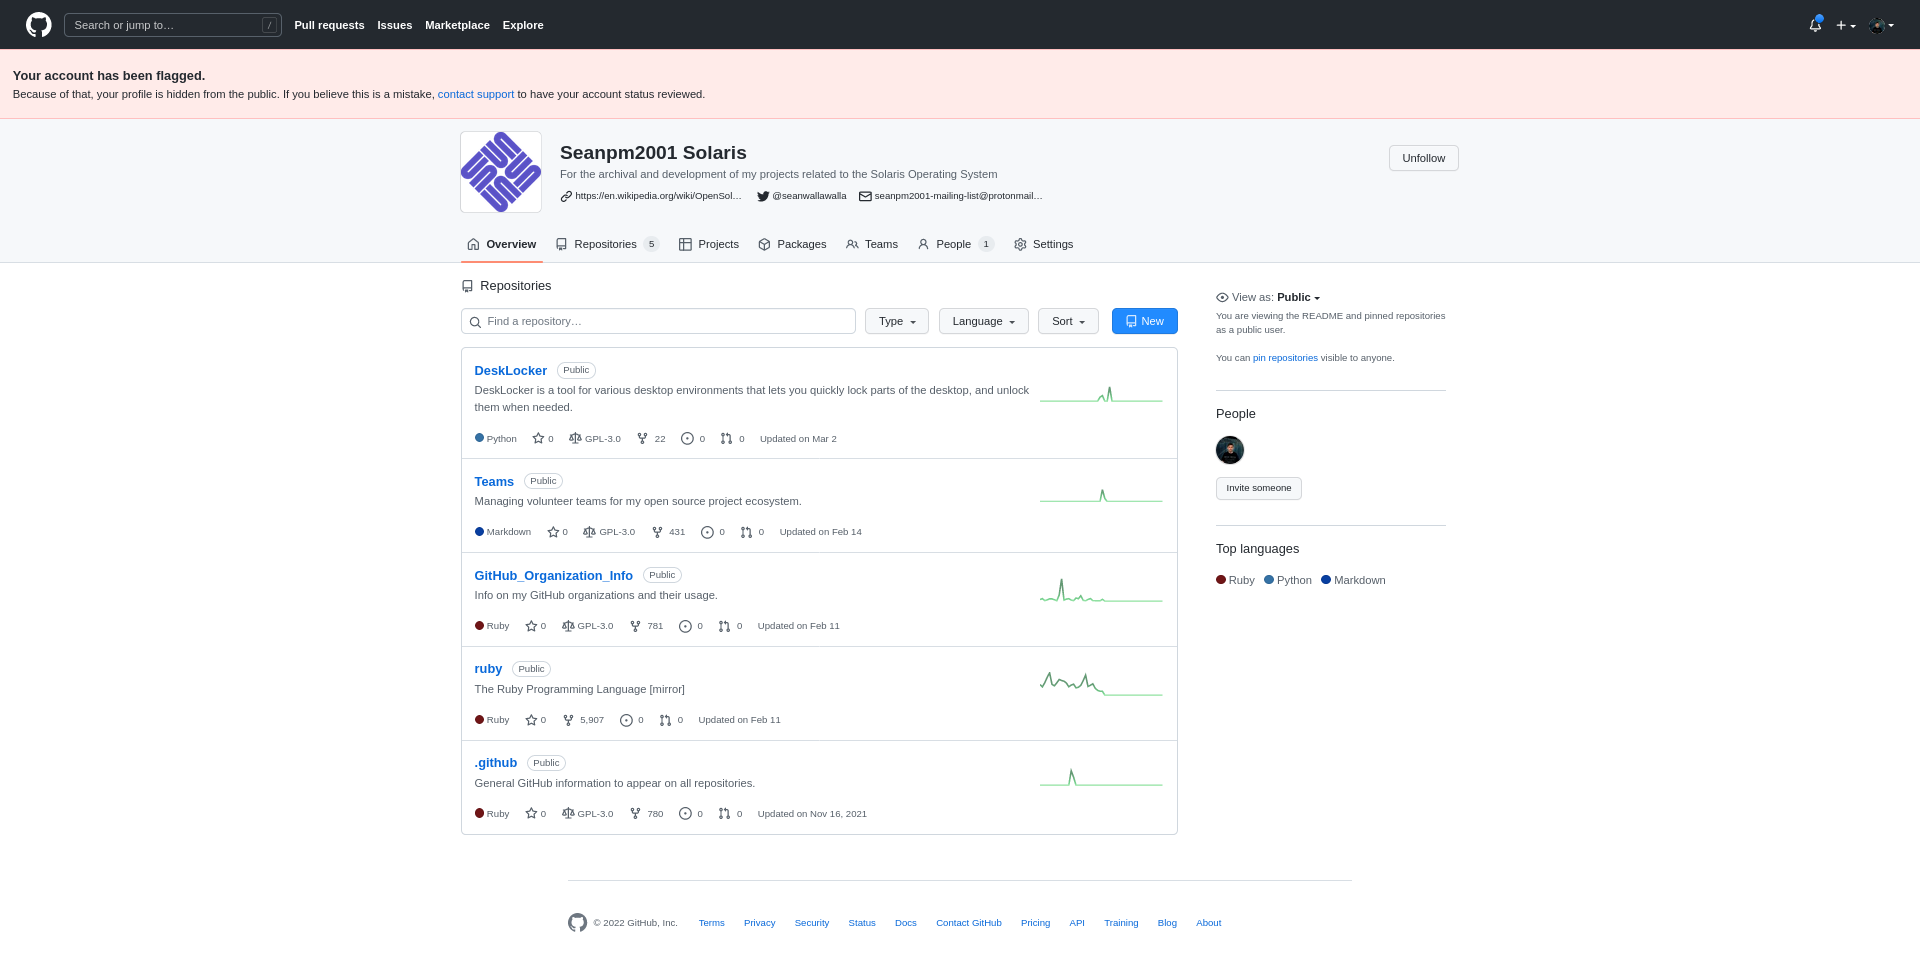 Search or jump to…
/
Pull requests
Issues
Marketplace
Explore
Your account has been flagged.
Because of that, your profile is hidden from the public. If you believe this is a mistake, contact support to have your account status reviewed.
Seanpm2001 Solaris
Unfollow
For the archival and development of my projects related to the Solaris Operating System
https://en.wikipedia.org/wiki/OpenSol… @seanwallawalla seanpm2001-mailing-list@protonmail…
Overview Repositories 5 Projects Packages Teams People 1 Settings
Repositories
Find a repository…
Type Language Sort New
DeskLocker Public
DeskLocker is a tool for various desktop environments that lets you quickly lock parts of the desktop, and unlock
them when needed.
Python 0 GPL-3.0 22 0 0 Updated on Mar 2
Teams Public
Managing volunteer teams for my open source project ecosystem.
Markdown 0 GPL-3.0 431 0 0 Updated on Feb 14
GitHub_Organization_Info Public
Info on my GitHub organizations and their usage.
Ruby 0 GPL-3.0 781 0 0 Updated on Feb 11
ruby Public
The Ruby Programming Language [mirror]
Ruby 0 5,907 0 0 Updated on Feb 11
.github Public
General GitHub information to appear on all repositories.
Ruby 0 GPL-3.0 780 0 0 Updated on Nov 16, 2021
View as: Public
You are viewing the README and pinned repositories
as a public user.
You can pin repositories visible to anyone.
People
Invite someone
Top languages
Ruby Python Markdown
© 2022 GitHub, Inc. Terms Privacy Security Status Docs Contact GitHub Pricing API Training Blog About